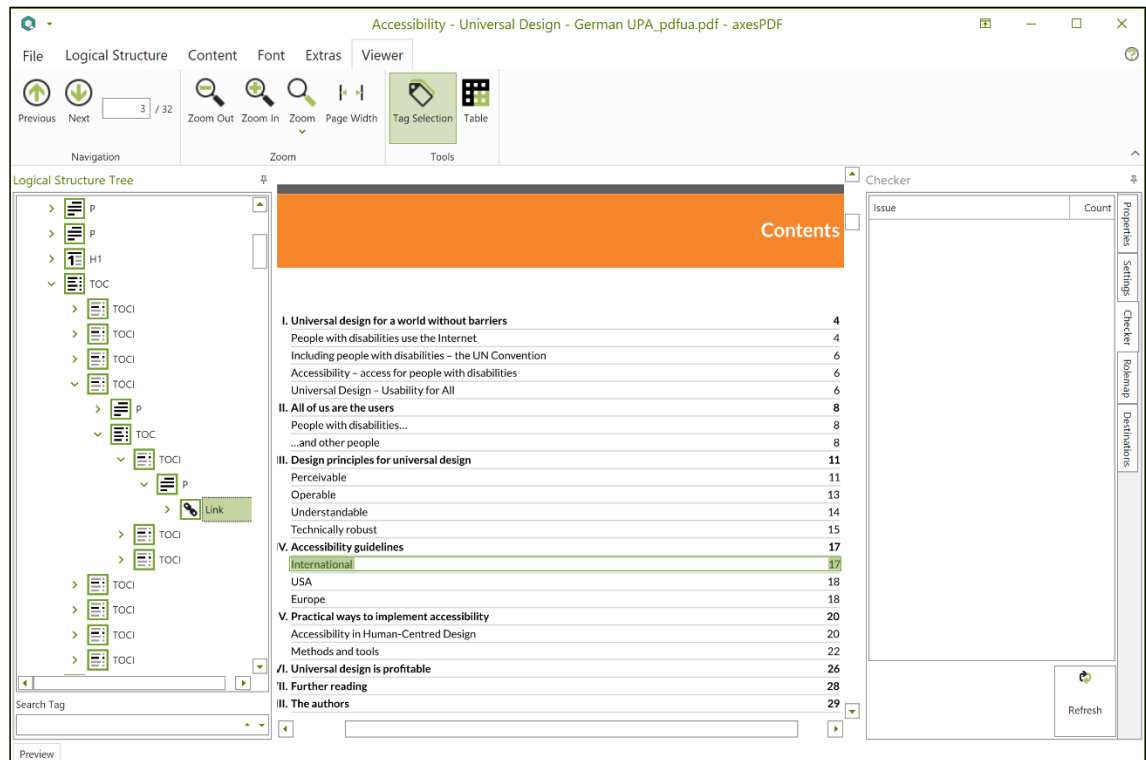 Accessibility - Universal Design - German UPA_pdfua.pdf - axesPDF
File Logical Structure Content Font Extras Viewer
Previous Next 3 / 32 Zoom Out Zoom In Zoom Page Width Tag Selection Table
Navigation Zoom Tools
Logical Structure Tree
P
P
H1
TOC
TOCI
TOCI
TOCI
TOCI
P
TOC
TOCI
P
Link
TOCI
TOCI
TOCI
TOCI
TOCI
TOCI
Search Tag
Preview
Contents
I. Universal design for a world without barriers 4
People with disabilities use the Internet 4
Including people with disabilities – the UN Convention 6
Accessibility – access for people with disabilities 6
Universal Design – Usability for All 6
II. All of us are the users 8
People with disabilities... 8
...and other people 8
III. Design principles for universal design 11
Perceivable 11
Operable 13
Understandable 14
Technically robust 15
IV. Accessibility guidelines 17
International 17
USA 18
Europe 18
V. Practical ways to implement accessibility 20
Accessibility in Human-Centred Design 20
Methods and tools 22
VI. Universal design is profitable 26
VII. Further reading 28
III. The authors 29
Checker
Issue Count
Refresh
Properties
Settings
Checker
Rolemap
Destinations